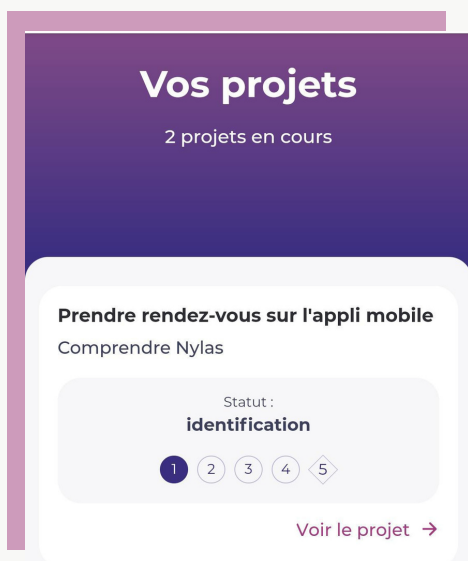 Vos projets
2 projets en cours
Prendre rendez-vous sur l'appli mobile
Comprendre Nylas
Statut :
identification
1 2 3 4 5
Voir le projet →